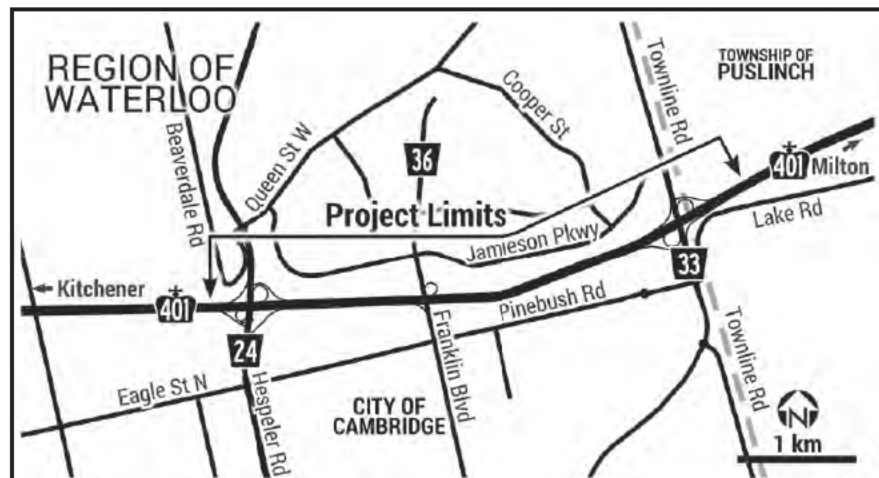 REGION OF
WATERLOO
TOWNSHIP OF
PUSLINCH
Beaverdale Rd
Queen St W
36
Cooper St
Townline Rd
401
Milton
Project Limits
Jamieson Pkwy
Lake Rd
33
Kitchener
401
Pinebush Rd
24
Hespeler Rd
Franklin Blvd
Eagle St N
CITY OF
CAMBRIDGE
Townline Rd
N
1 km